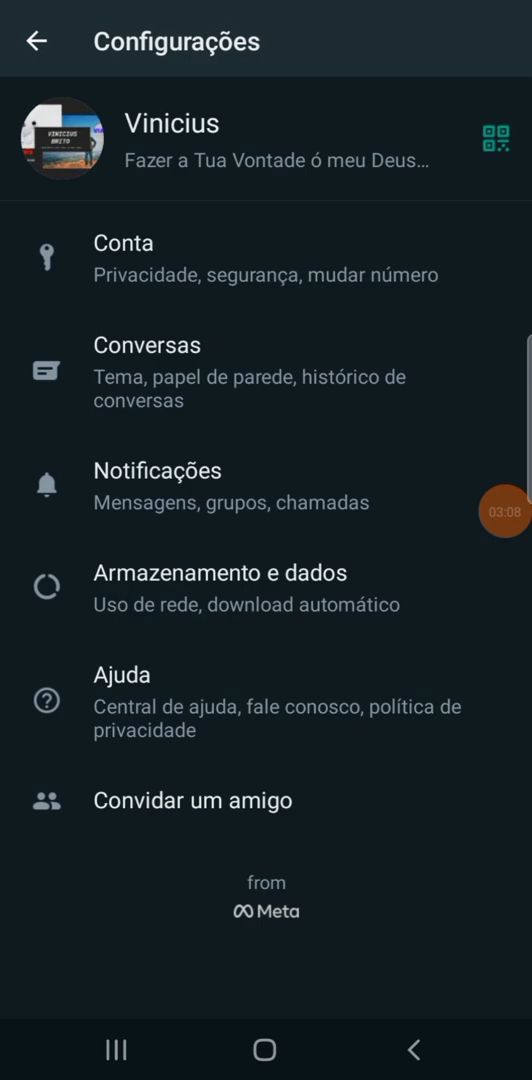 Configurações
VINICIUS
BRITO
Vinicius
Fazer a Tua Vontade ó meu Deus...
Conta
Privacidade, segurança, mudar número
Conversas
Tema, papel de parede, histórico de
conversas
Notificações
Mensagens, grupos, chamadas
03:08
Armazenamento e dados
Uso de rede, download automático
Ajuda
Central de ajuda, fale conosco, política de
privacidade
Convidar um amigo
from
Meta